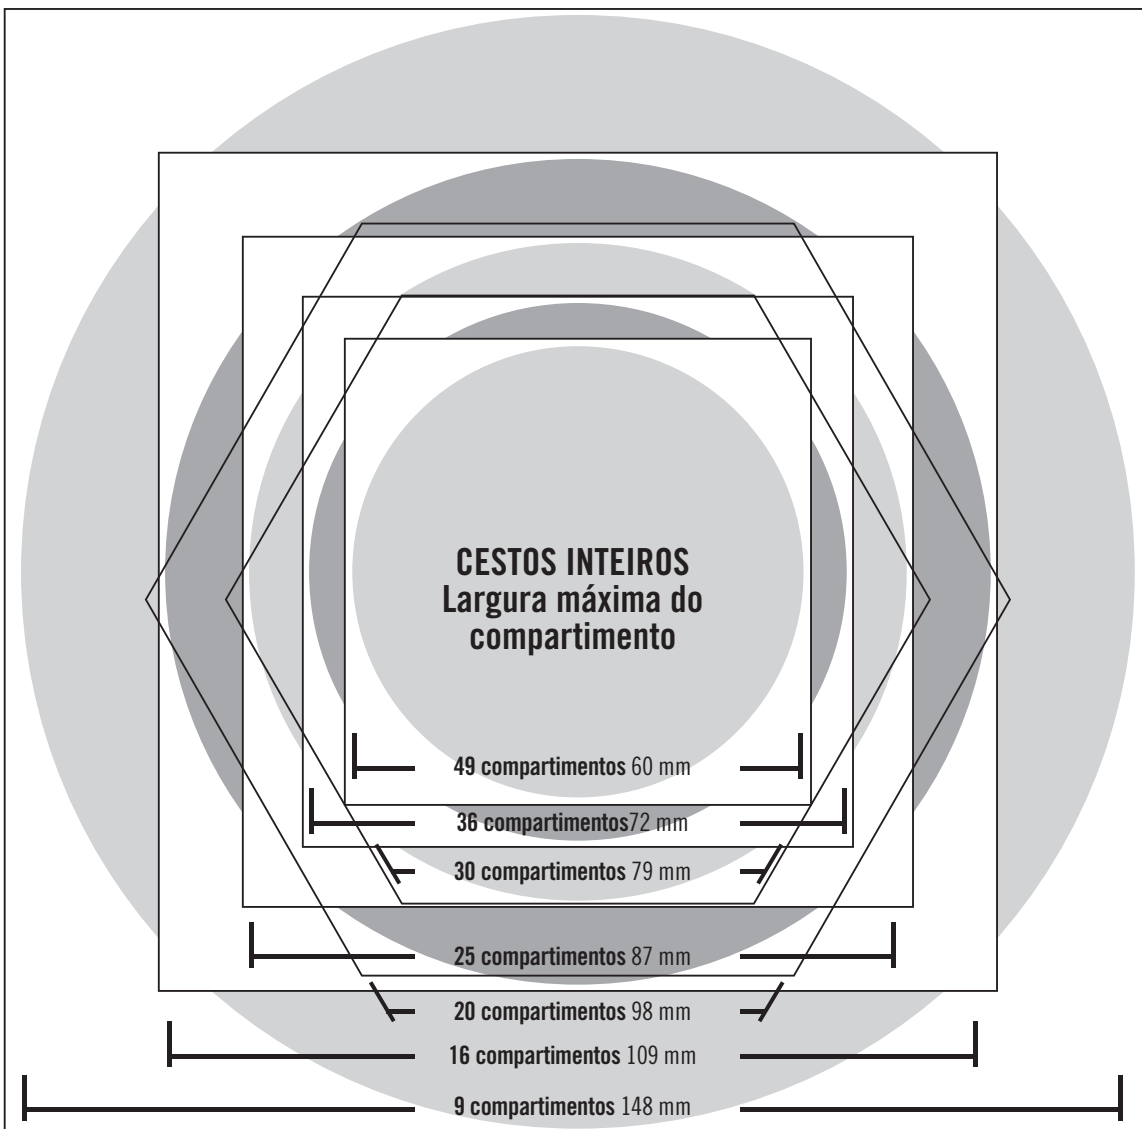 CESTOS INTEIROS
Largura máxima do
compartimento
49 compartimentos 60 mm
36 compartimentos72 mm
30 compartimentos 79 mm
25 compartimentos 87 mm
20 compartimentos 98 mm
16 compartimentos 109 mm
9 compartimentos 148 mm